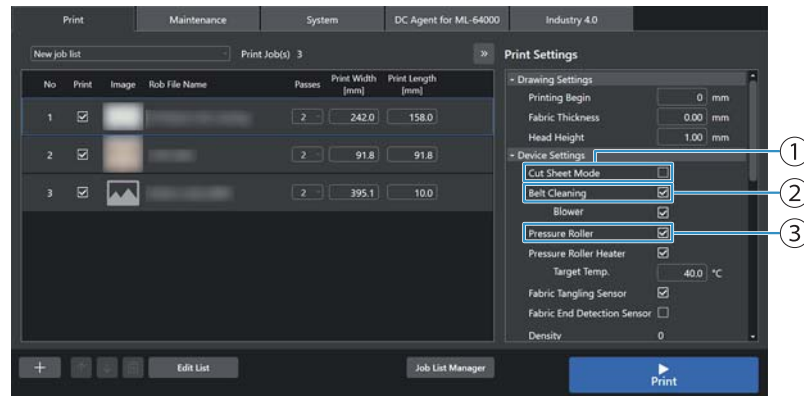 Print Maintenance System DC Agent for ML-64000 Industry 4.0
New job list Print Job(s) 3 »
No Print Image Rob File Name Passes Print Width [mm] Print Length [mm]
1 2 242.0 158.0
2 2 91.8 91.8
3 2 395.1 10.0
Edit List Job List Manager
Print Settings
- Drawing Settings
Printing Begin 0 mm
Fabric Thickness 0.00 mm
Head Height 1.00 mm
- Device Settings
Cut Sheet Mode
Belt Cleaning
Blower
Pressure Roller
Pressure Roller Heater
Target Temp. 40.0 °C
Fabric Tangling Sensor
Fabric End Detection Sensor
Density 0
Print
1
2
3